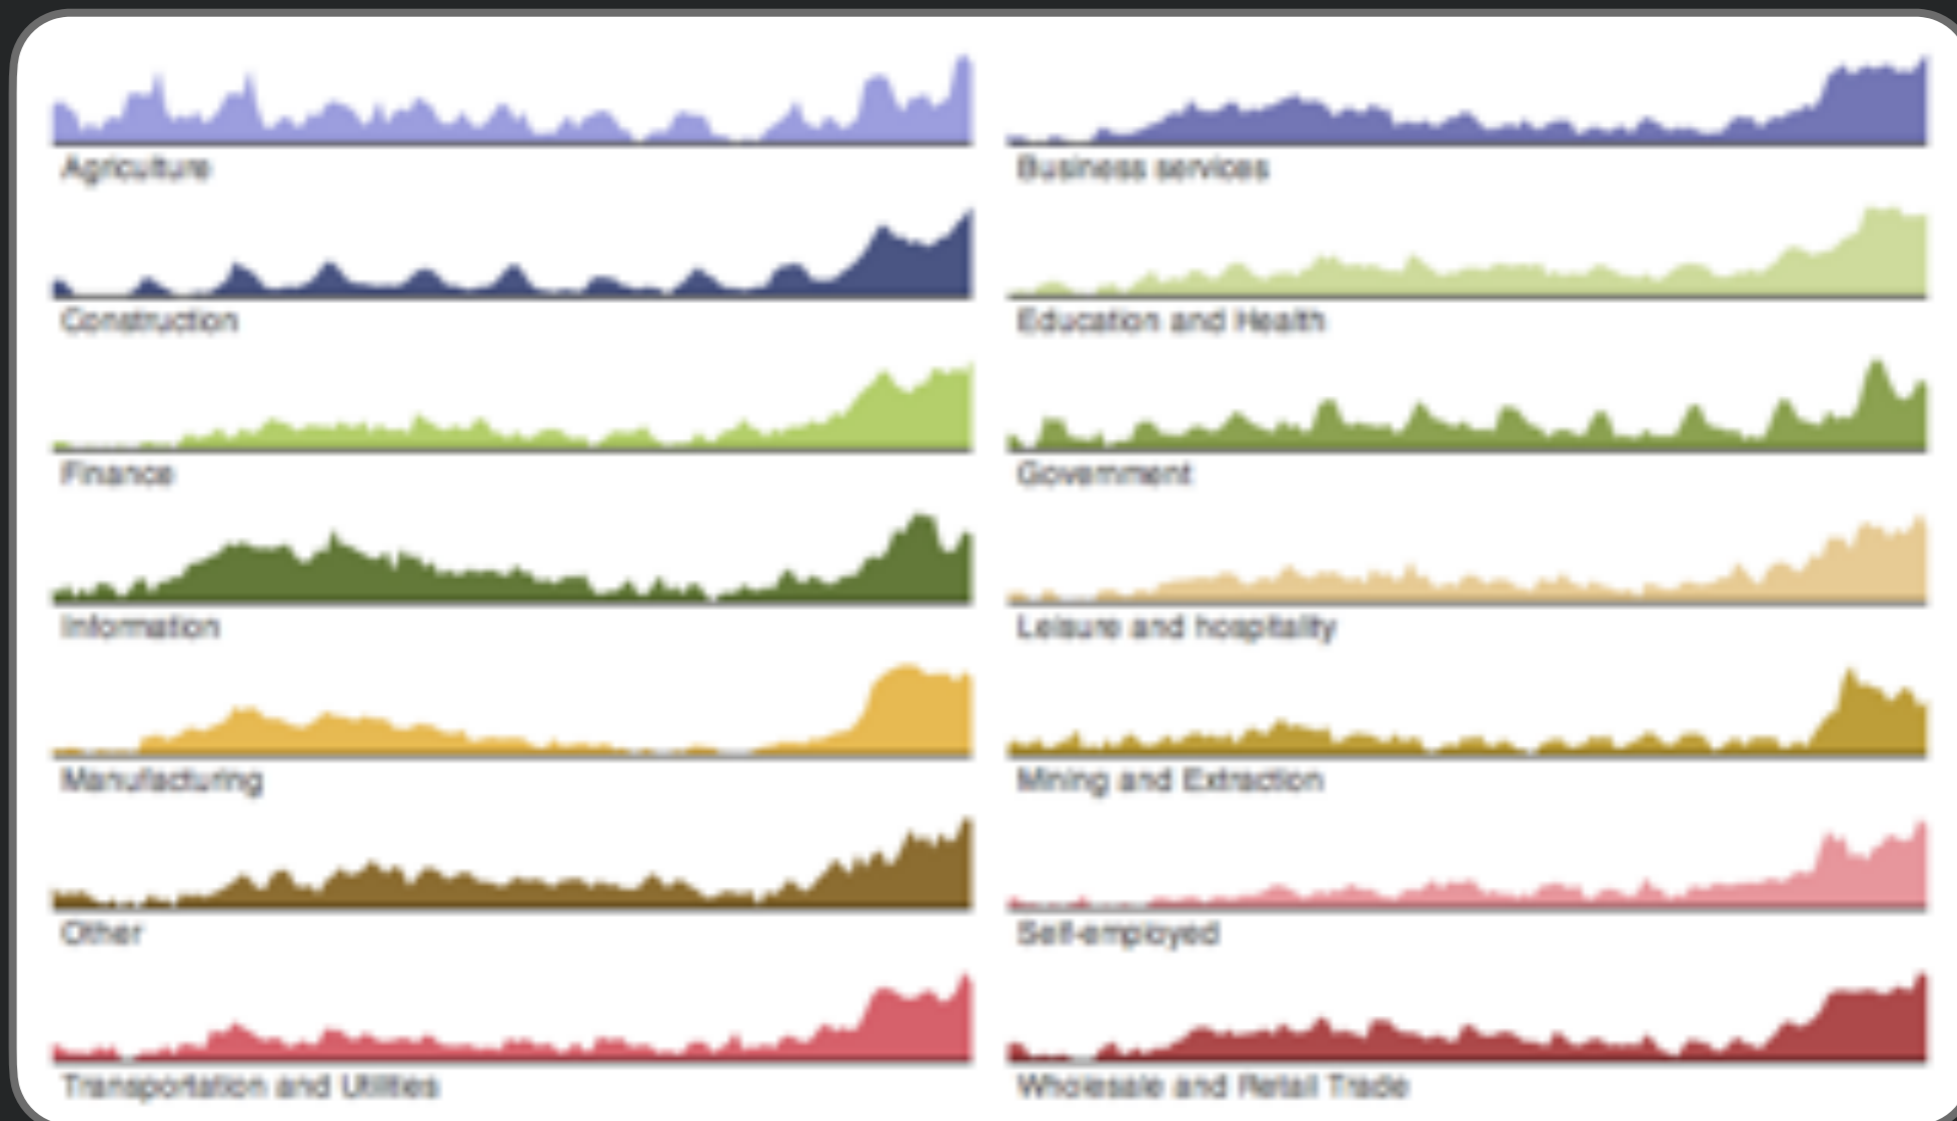 Agriculture
Business services
Construction
Education and Health
Finance
Government
Information
Leisure and hospitality
Manufacturing
Mining and Extraction
Other
Self-employed
Transportation and Utilities
Wholesale and Retail Trade